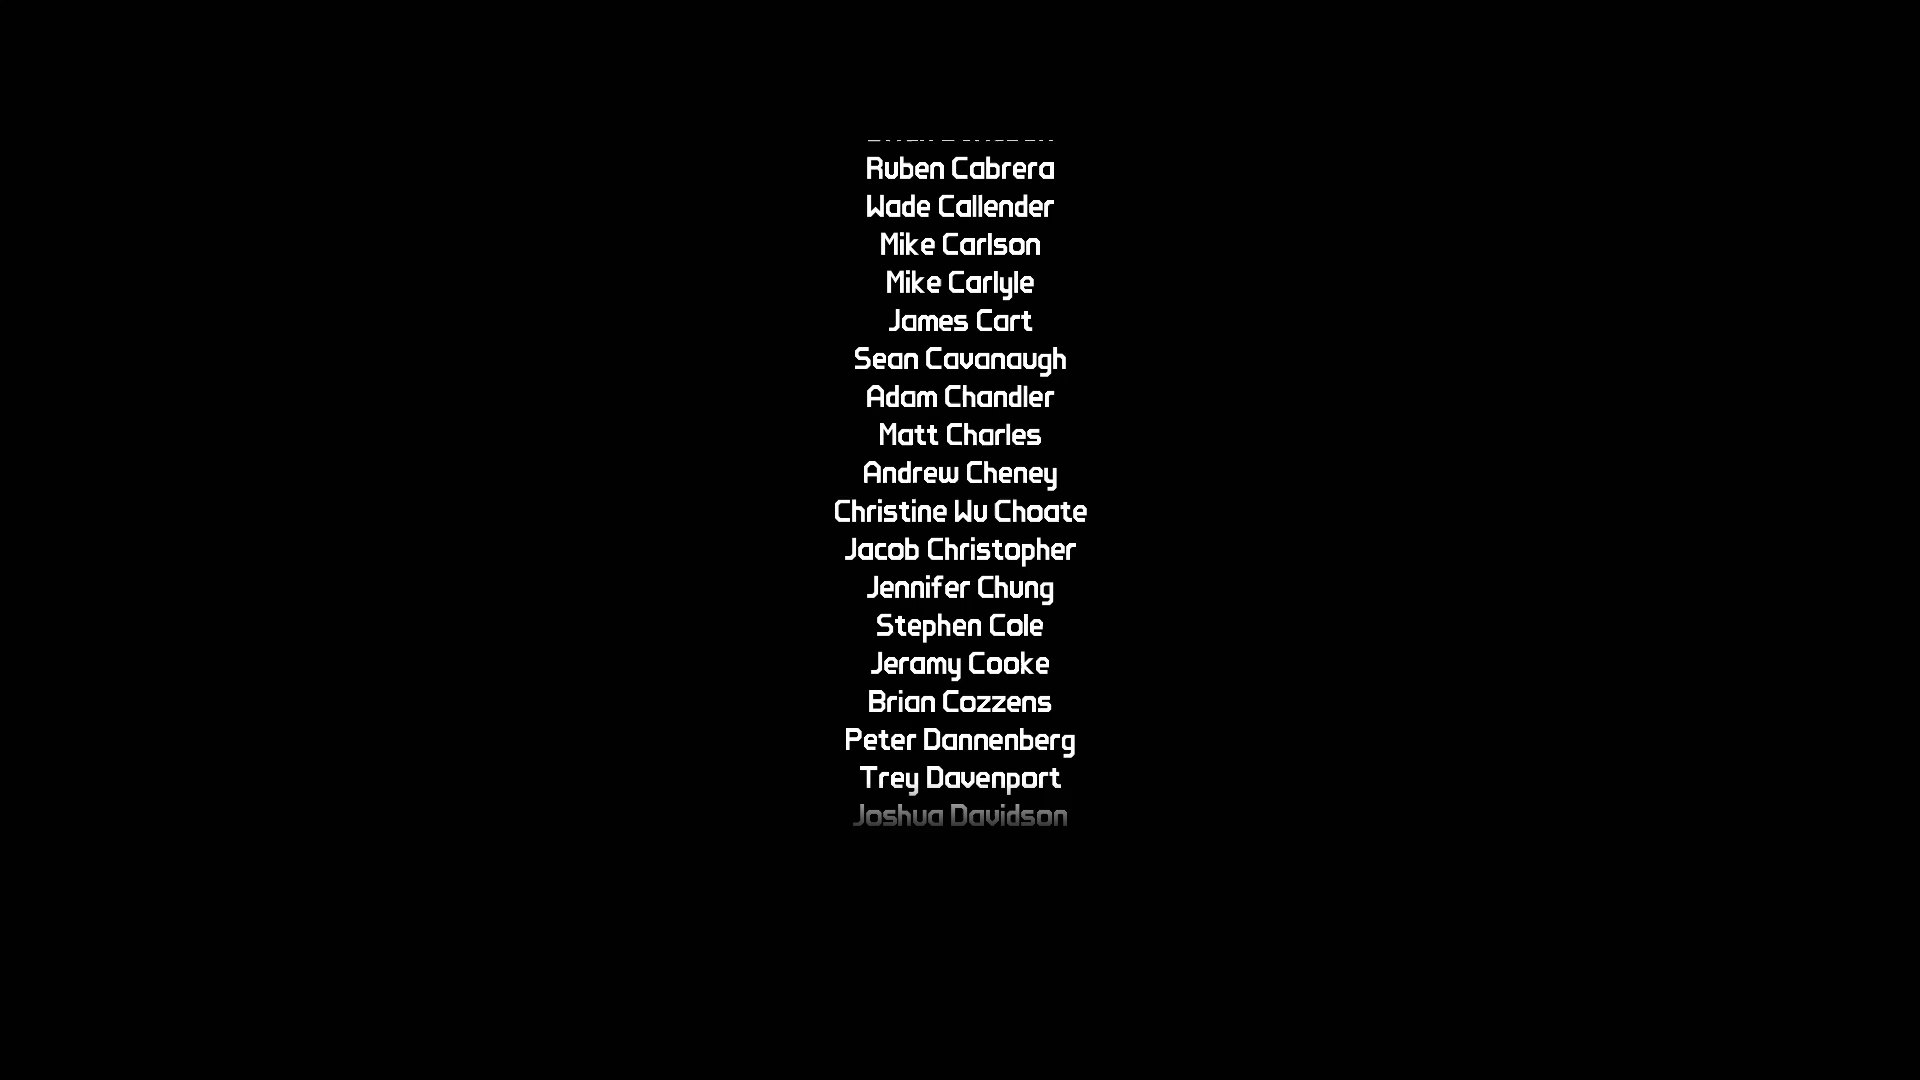 Ruben Cabrera
Wade Callender
Mike Carlson
Mike Carlyle
James Cart
Sean Cavanaugh
Adam Chandler
Matt Charles
Andrew Cheney
Christine Wu Choate
Jacob Christopher
Jennifer Chung
Stephen Cole
Jeramy Cooke
Brian Cozzens
Peter Dannenberg
Trey Davenport
Joshua Davidson